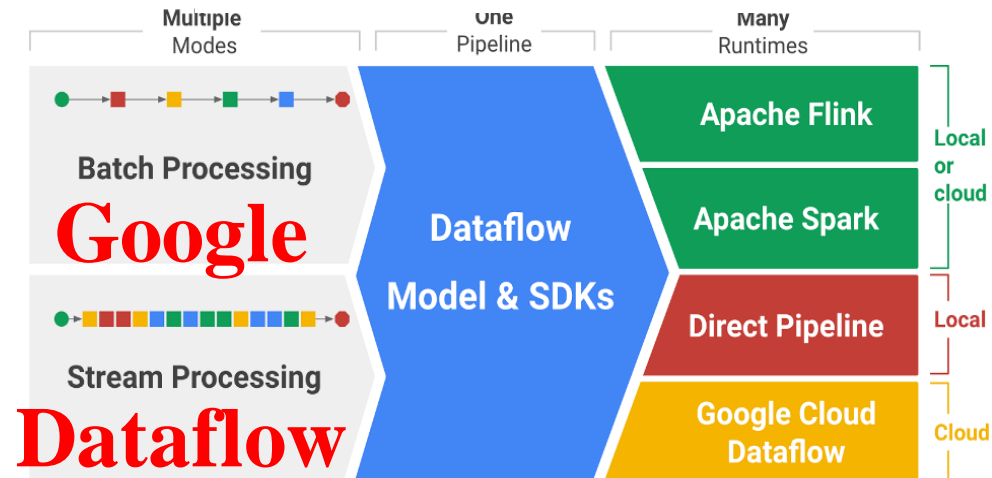 Multiple
Modes
One
Pipeline
Many
Runtimes
Batch Processing
Google
Stream Processing
Dataflow
Dataflow
Model & SDKs
Apache Flink
Apache Spark
Direct Pipeline
Google Cloud
Dataflow
Local
or
cloud
Local
Cloud